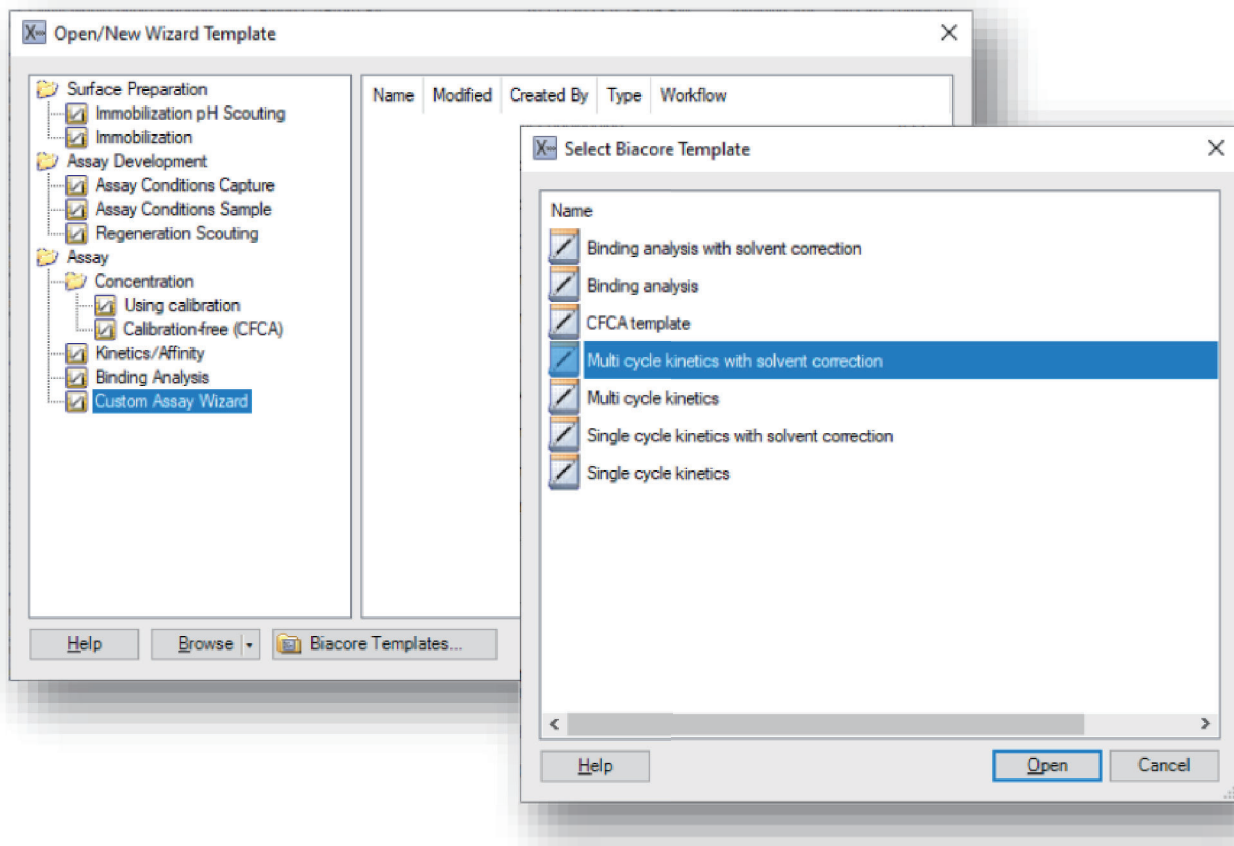 Open/New Wizard Template
Surface Preparation
Immobilization pH Scouting
Immobilization
Assay Development
Assay Conditions Capture
Assay Conditions Sample
Regeneration Scouting
Assay
Concentration
Using calibration
Calibration-free (CFCA)
Kinetics/Affinity
Binding Analysis
Custom Assay Wizard
Name Modified Created By Type Workflow
Help Browse Biacore Templates...
Select Biacore Template
Name
Binding analysis with solvent correction
Binding analysis
CFCA template
Multi cycle kinetics with solvent correction
Multi cycle kinetics
Single cycle kinetics with solvent correction
Single cycle kinetics
Help Open Cancel